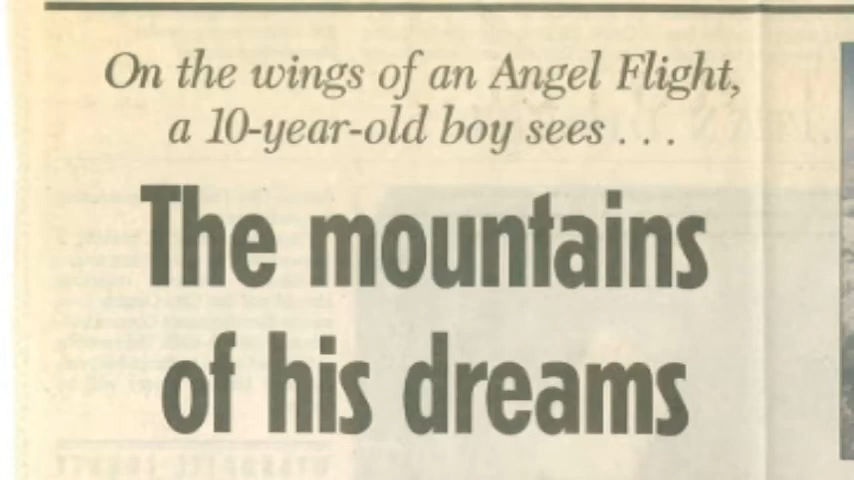 On the wings of an Angel Flight,
a 10-year-old boy sees . . .
The mountains
of his dreams